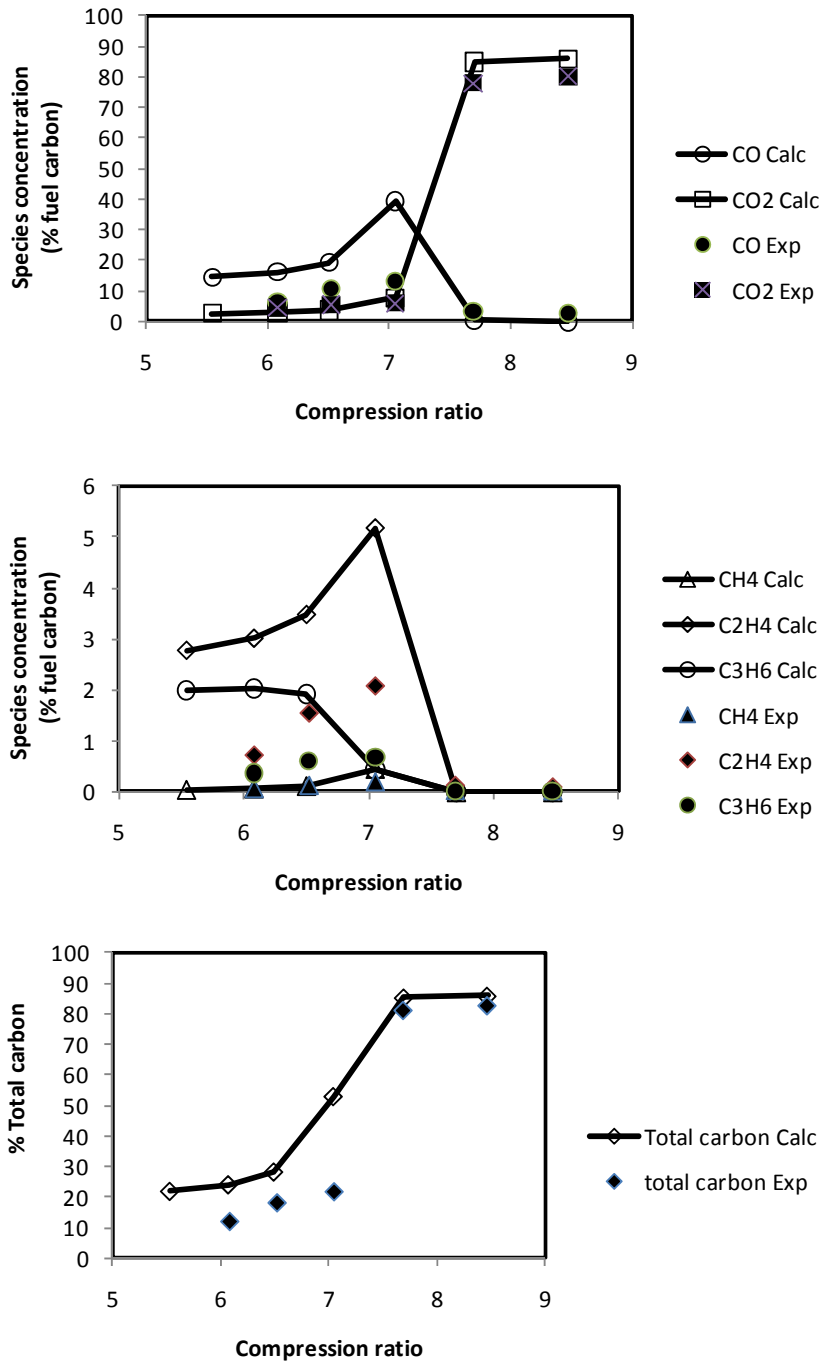 100
90
80
70
60
50
40
30
20
10
0
Species concentration
(% fuel carbon)
5 6 7 8 9
Compression ratio
CO Calc
CO2 Calc
CO Exp
CO2 Exp
6
5
4
3
2
1
0
Species concentration
(% fuel carbon)
5 6 7 8 9
Compression ratio
CH4 Calc
C2H4 Calc
C3H6 Calc
CH4 Exp
C2H4 Exp
C3H6 Exp
100
90
80
70
60
50
40
30
20
10
0
% Total carbon
5 6 7 8 9
Compression ratio
Total carbon Calc
total carbon Exp